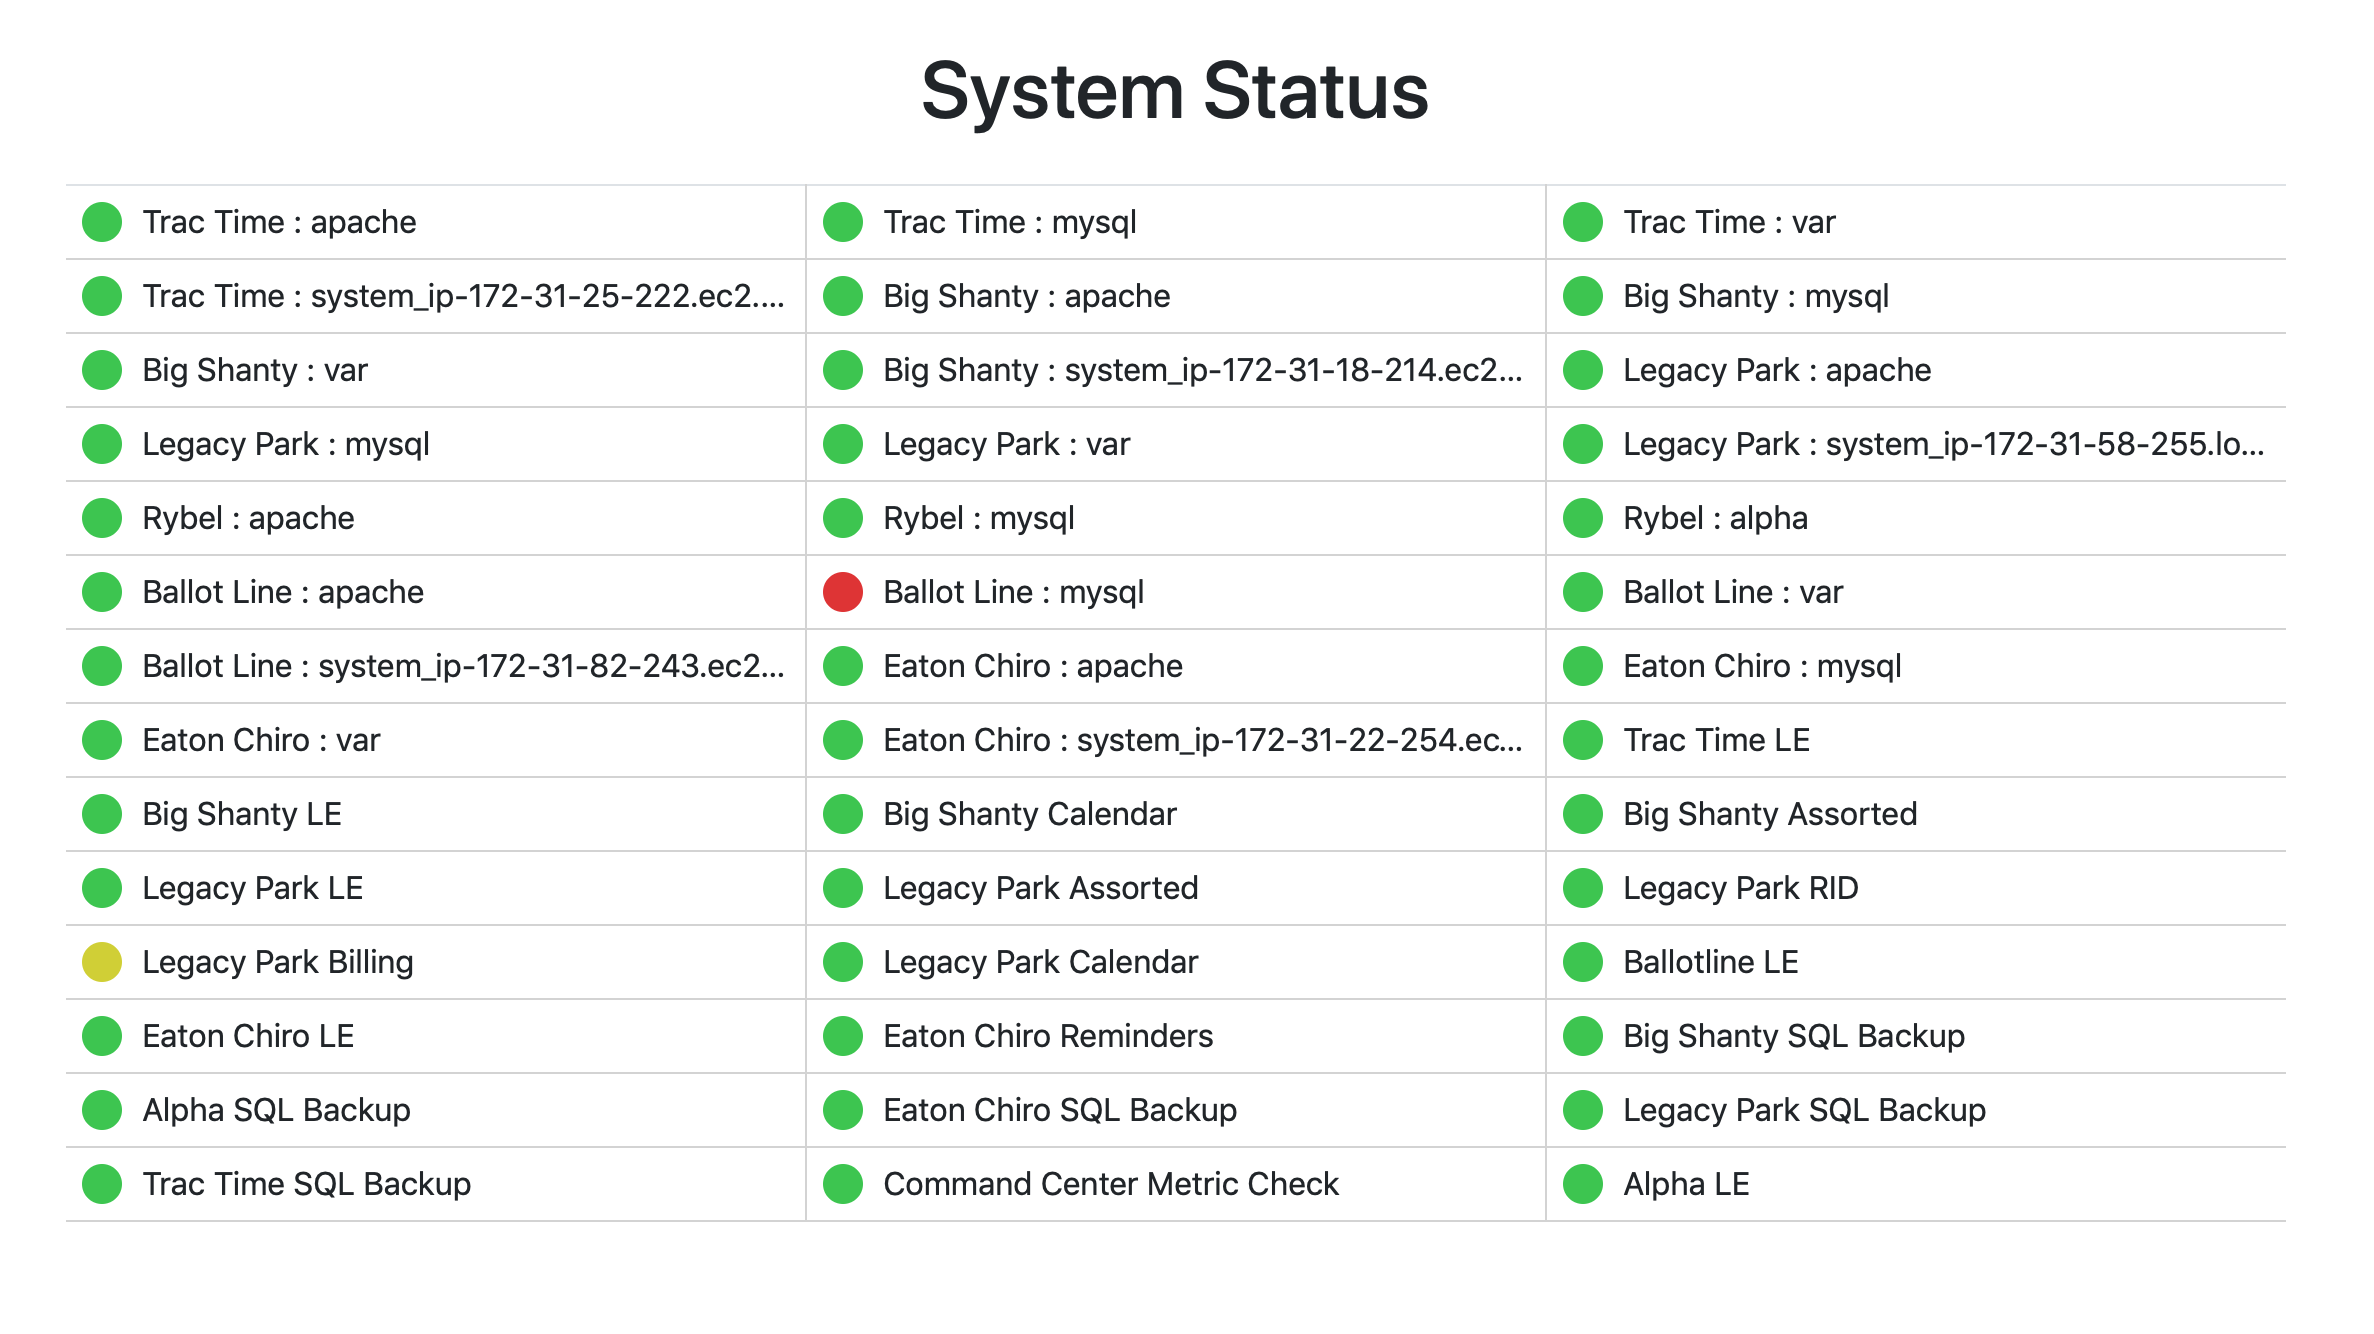 System Status
Trac Time : apache
Trac Time : mysql
Trac Time : var
Trac Time : system_ip-172-31-25-222.ec2....
Big Shanty : apache
Big Shanty : mysql
Big Shanty : var
Big Shanty : system_ip-172-31-18-214.ec2...
Legacy Park : apache
Legacy Park : mysql
Legacy Park : var
Legacy Park : system_ip-172-31-58-255.lo...
Rybel : apache
Rybel : mysql
Rybel : alpha
Ballot Line : apache
Ballot Line : mysql
Ballot Line : var
Ballot Line : system_ip-172-31-82-243.ec2...
Eaton Chiro : apache
Eaton Chiro : mysql
Eaton Chiro : var
Eaton Chiro : system_ip-172-31-22-254.ec...
Trac Time LE
Big Shanty LE
Big Shanty Calendar
Big Shanty Assorted
Legacy Park LE
Legacy Park Assorted
Legacy Park RID
Legacy Park Billing
Legacy Park Calendar
Ballotline LE
Eaton Chiro LE
Eaton Chiro Reminders
Big Shanty SQL Backup
Alpha SQL Backup
Eaton Chiro SQL Backup
Legacy Park SQL Backup
Trac Time SQL Backup
Command Center Metric Check
Alpha LE